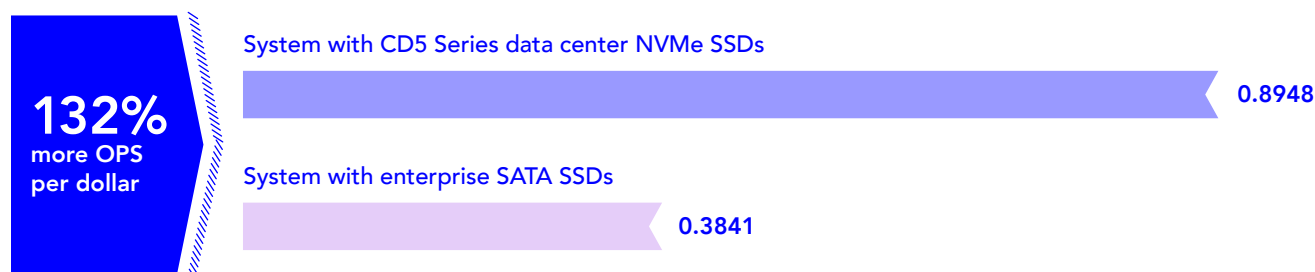 132%
more OPS
per dollar
System with CD5 Series data center NVMe SSDs
0.8948
System with enterprise SATA SSDs
0.3841